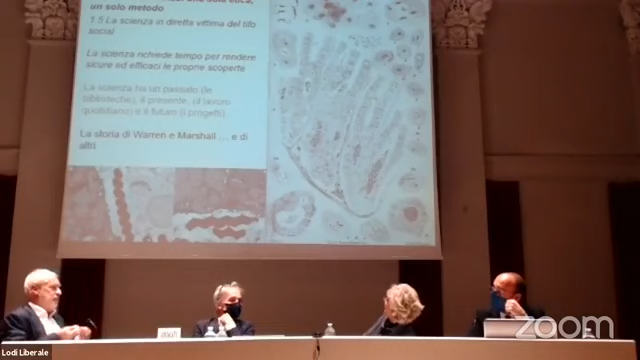 un solo metodo
1.5 La scienza in diretta vittima del tifo
social
La scienza richiede tempo per rendere
sicure ed efficaci le proprie scoperte
La scienza ha un passato (le
biblioteche), il presente, (il lavoro
quotidiano) e il futuro (i progetti)
La storia di Warren e Marshall ... e di
altri
Lodi Liberale
zoom